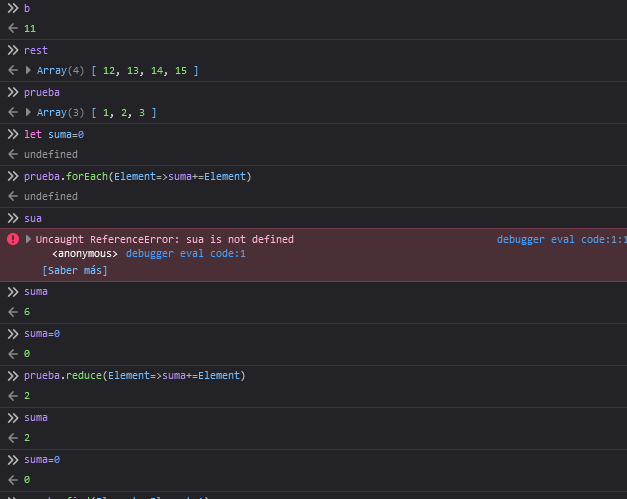 b
11
rest
Array(4) [ 12, 13, 14, 15 ]
prueba
Array(3) [ 1, 2, 3 ]
let suma=0
undefined
prueba.forEach(Element=>suma+=Element)
undefined
sua
Uncaught ReferenceError: sua is not defined debugger eval code:1:1
<anonymous> debugger eval code:1
[Saber más]
suma
6
suma=0
0
prueba.reduce(Element=>suma+=Element)
2
suma
2
suma=0
0